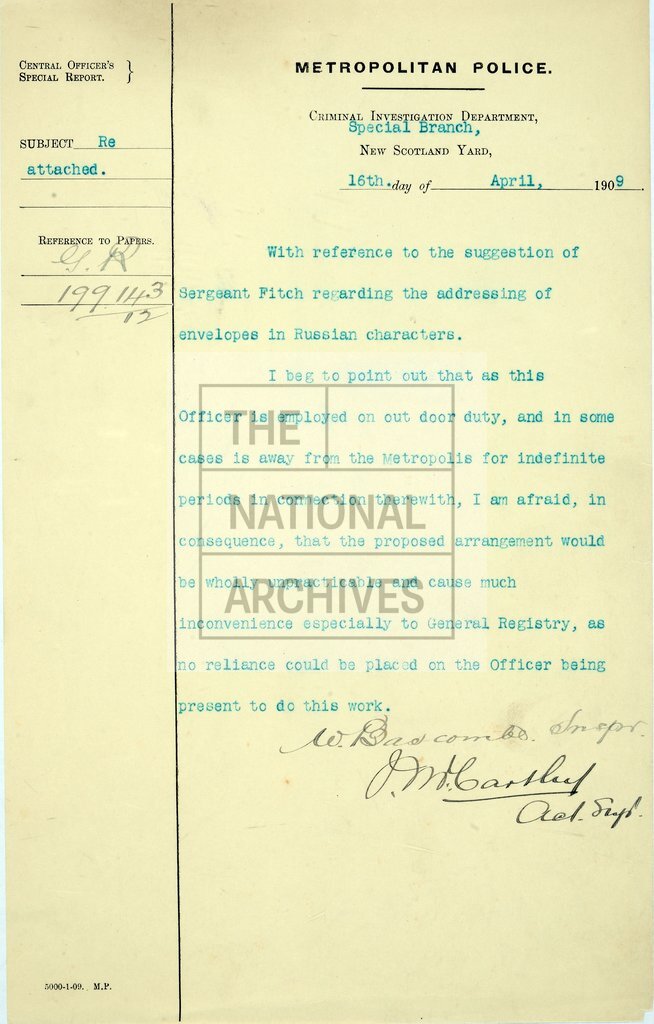 CENTRAL OFFICER'S
SPECIAL REPORT.
SUBJECT Re
attached.
REFERENCE TO PAPERS.
G. R
199143/12
METROPOLITAN POLICE.
CRIMINAL INVESTIGATION DEPARTMENT,
Special Branch,
NEW SCOTLAND YARD,
16th. day of April, 1909
With reference to the suggestion of
Sergeant Fitch regarding the addressing of
envelopes in Russian characters.
I beg to point out that as this
Officer is employed on out door duty, and in some
cases is away from the Metropolis for indefinite
periods in connection therewith, I am afraid, in
consequence, that the proposed arrangement would
be wholly unpracticable and cause much
inconvenience especially to General Registry, as
no reliance could be placed on the Officer being
present to do this work.
W. Bascombe. Inspr.
J. McCarthy
Act. Supt.
THE
NATIONAL
ARCHIVES
5000-1-09. M.P.